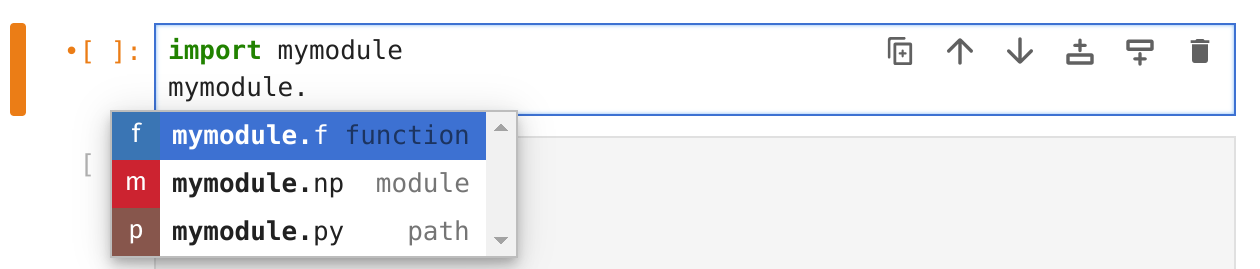 •[ ]: import mymodule
mymodule.
f mymodule.f function
[
m mymodule.np module
p mymodule.py path